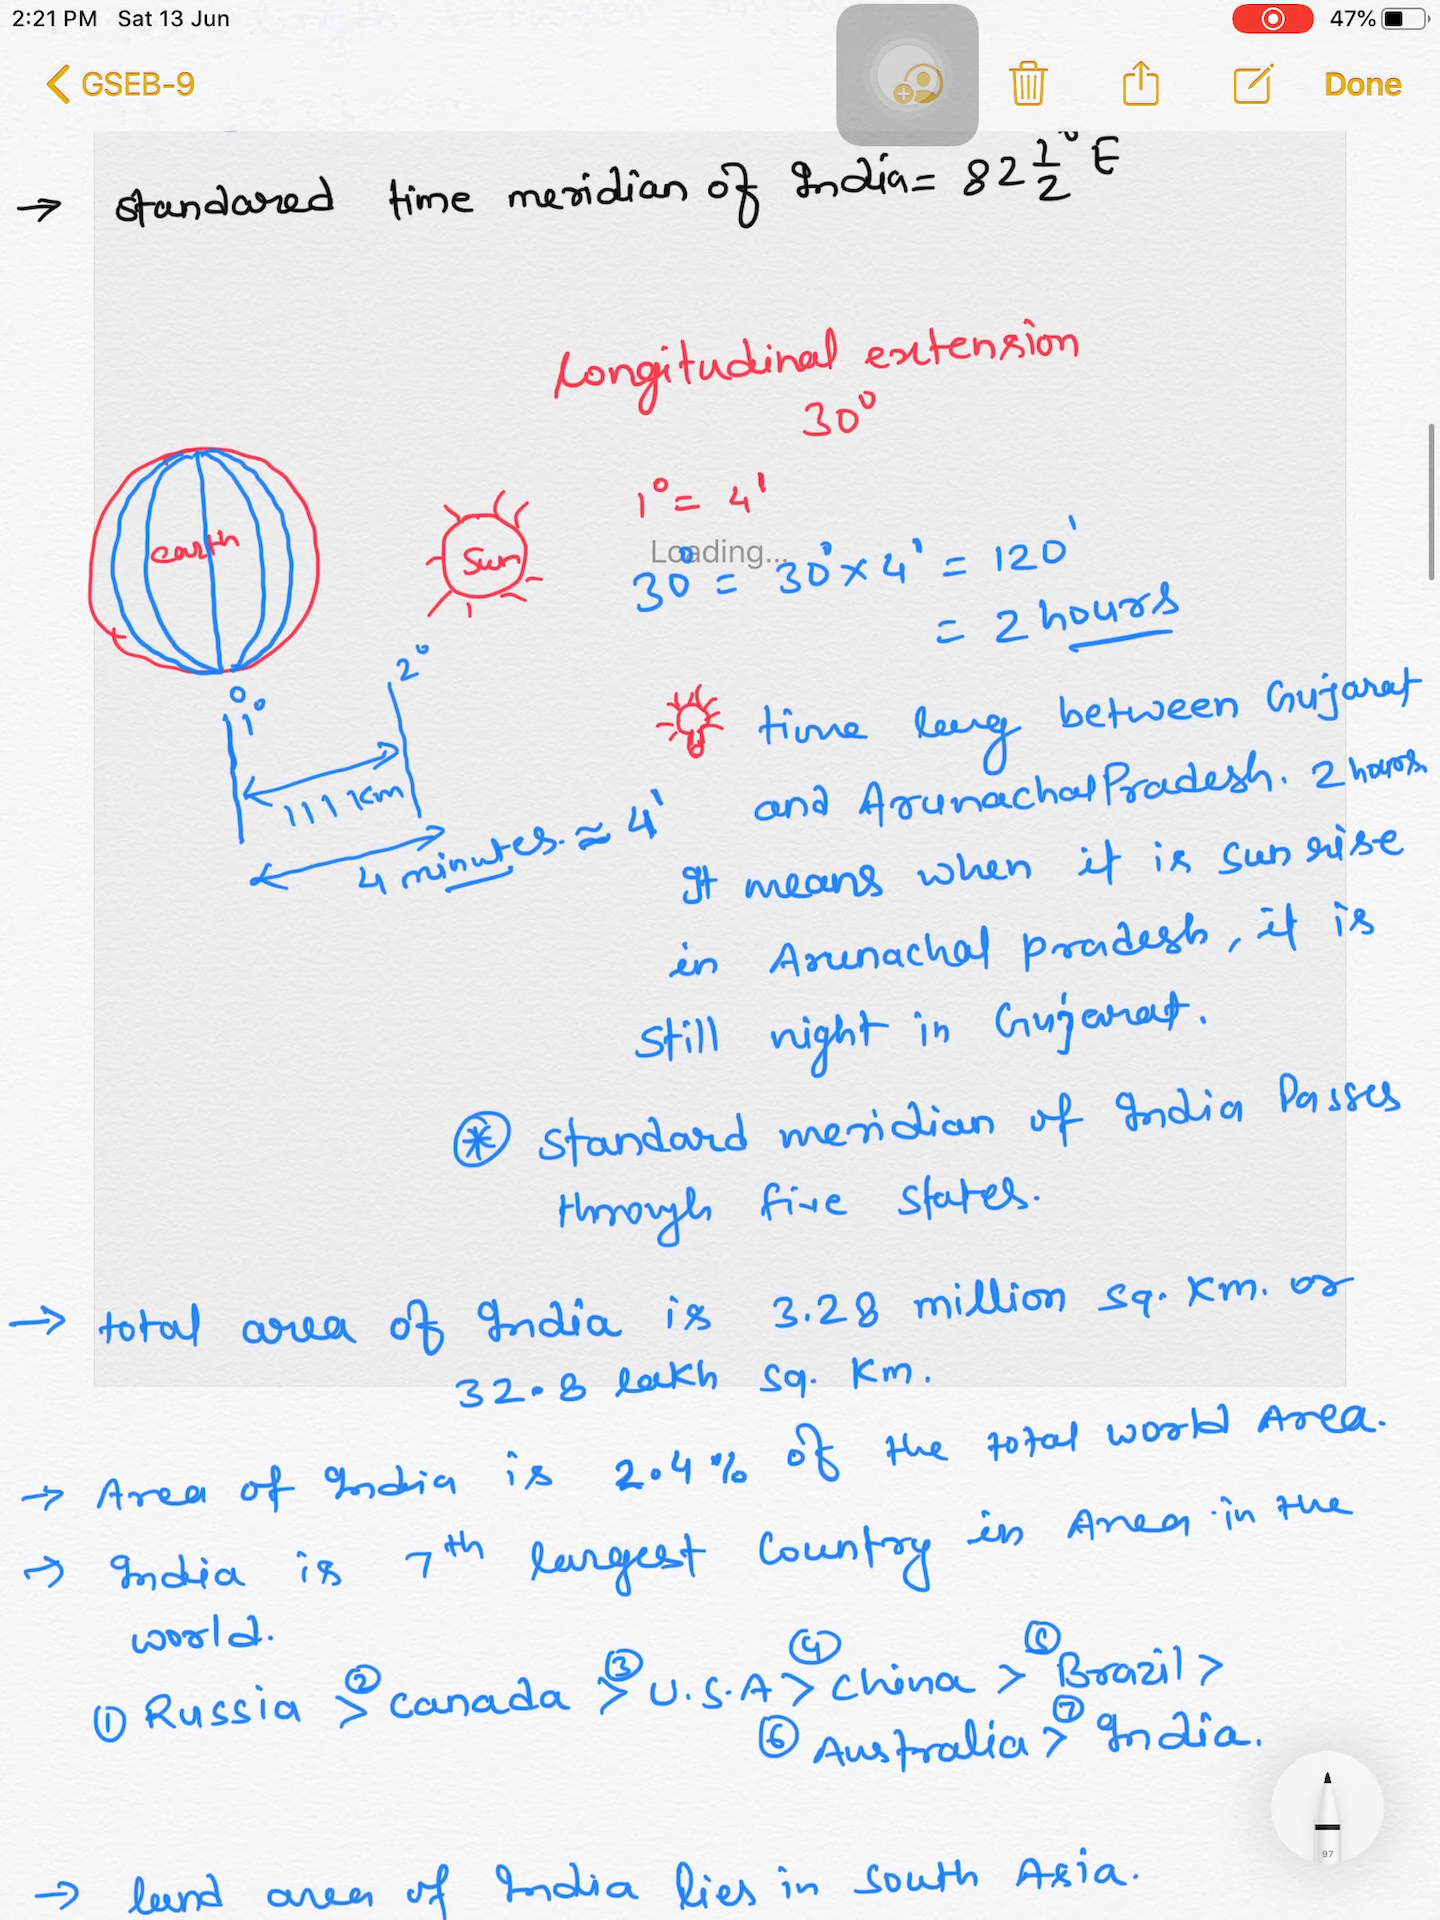 2:21 PM Sat 13 Jun
47%
GSEB-9
Done
→ standared time meridian of India = 82 1/2° E
Longitudinal extension
30°
1° = 4'
Loading...
30° = 30° × 4' = 120'
= 2 hours
earth
Sun
0°
1°
2°
111 Km
4 minutes. ≈ 4'
time leng between Gujarat
and Arunachal Pradesh. 2 hours
It means when it is sun rise
in Arunachal pradesh, it is
still night in Gujarat.
* standard meridian of India Passes
through five states.
→ total area of India is 3.28 million sq. Km. or
32.8 lakh sq. Km.
→ Area of India is 2.4% of the total world Area.
→ India is 7th largest Country in Area in the
world.
① Russia > ② Canada > ③ U.S.A > ④ China > ⑤ Brazil >
⑥ Australia > ⑦ India.
→ land area of India lies in South Asia.
97